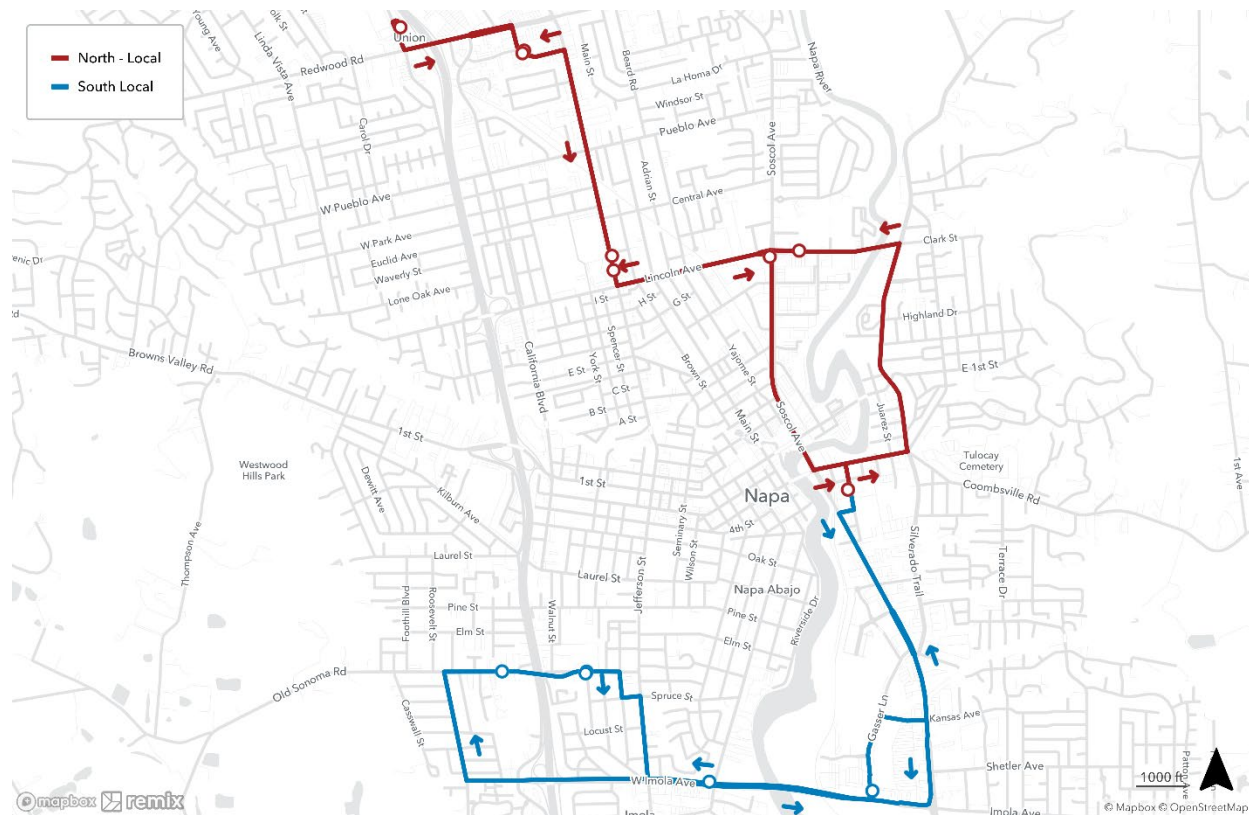 North - Local
South Local
Young Ave
Linda Vista Ave
Redwood Rd
Union
Carol Dr
Main St
Beard Rd
La Homa Dr
Windsor St
Pueblo Ave
Napa River
Soscol Ave
W Pueblo Ave
Adrian St
Central Ave
W Park Ave
Euclid Ave
Waverly St
Lone Oak Ave
Clark St
Lincoln Ave
I St
H St
G St
Highland Dr
Browns Valley Rd
California Blvd
Spencer St
York St
E St
C St
B St
A St
Brown St
Yajome St
Main St
Soscol Ave
Juarez St
E 1st St
1st St
Westwood
Hills Park
Dewitt Ave
Kilburn Ave
1st St
Napa
Tulocay
Cemetery
Coombsville Rd
1st Ave
Thompson Ave
Seminary St
Wilson St
4th St
Oak St
Silverado Trail
Terrace Dr
Laurel St
Laurel St
Jefferson St
Napa Abajo
Foothill Blvd
Roosevelt St
Pine St
Elm St
Walnut St
Pine St
Elm St
Riverside Dr
Old Sonoma Rd
Casswall St
Spruce St
Locust St
Gasser Ln
Kansas Ave
W Imola Ave
Shetler Ave
Patton Ave
Imola Ave
Imola
1000 ft
mapbox
remix
© Mapbox © OpenStreetMap